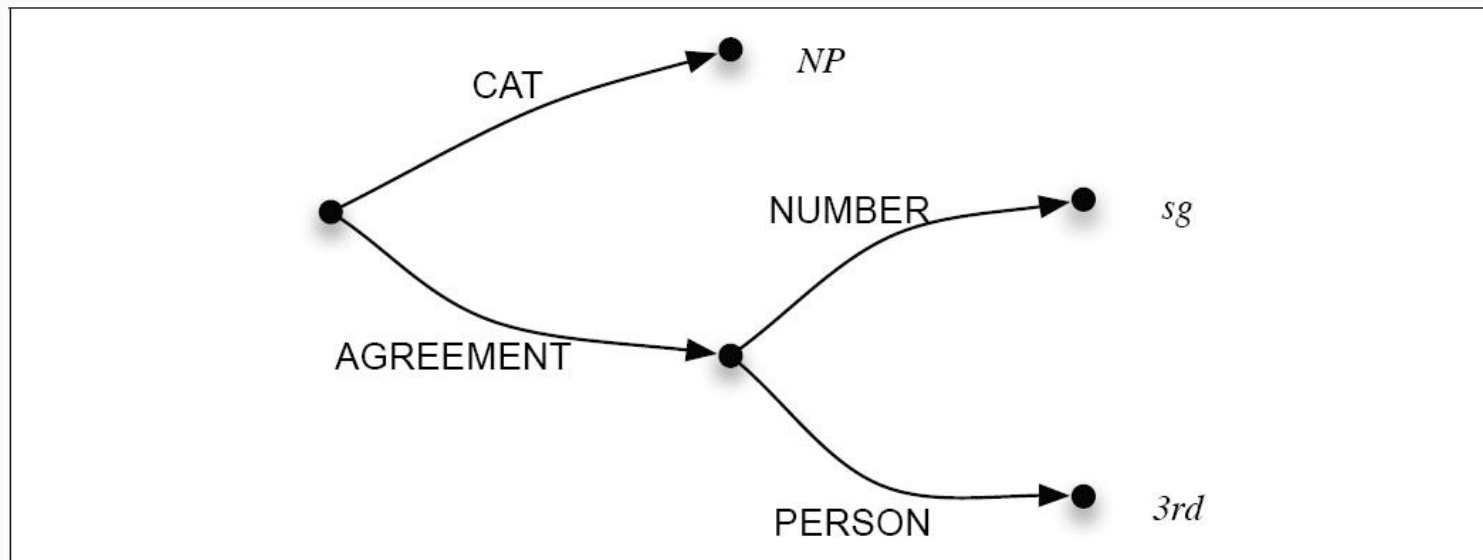 CAT
NP
NUMBER
sg
AGREEMENT
PERSON
3rd